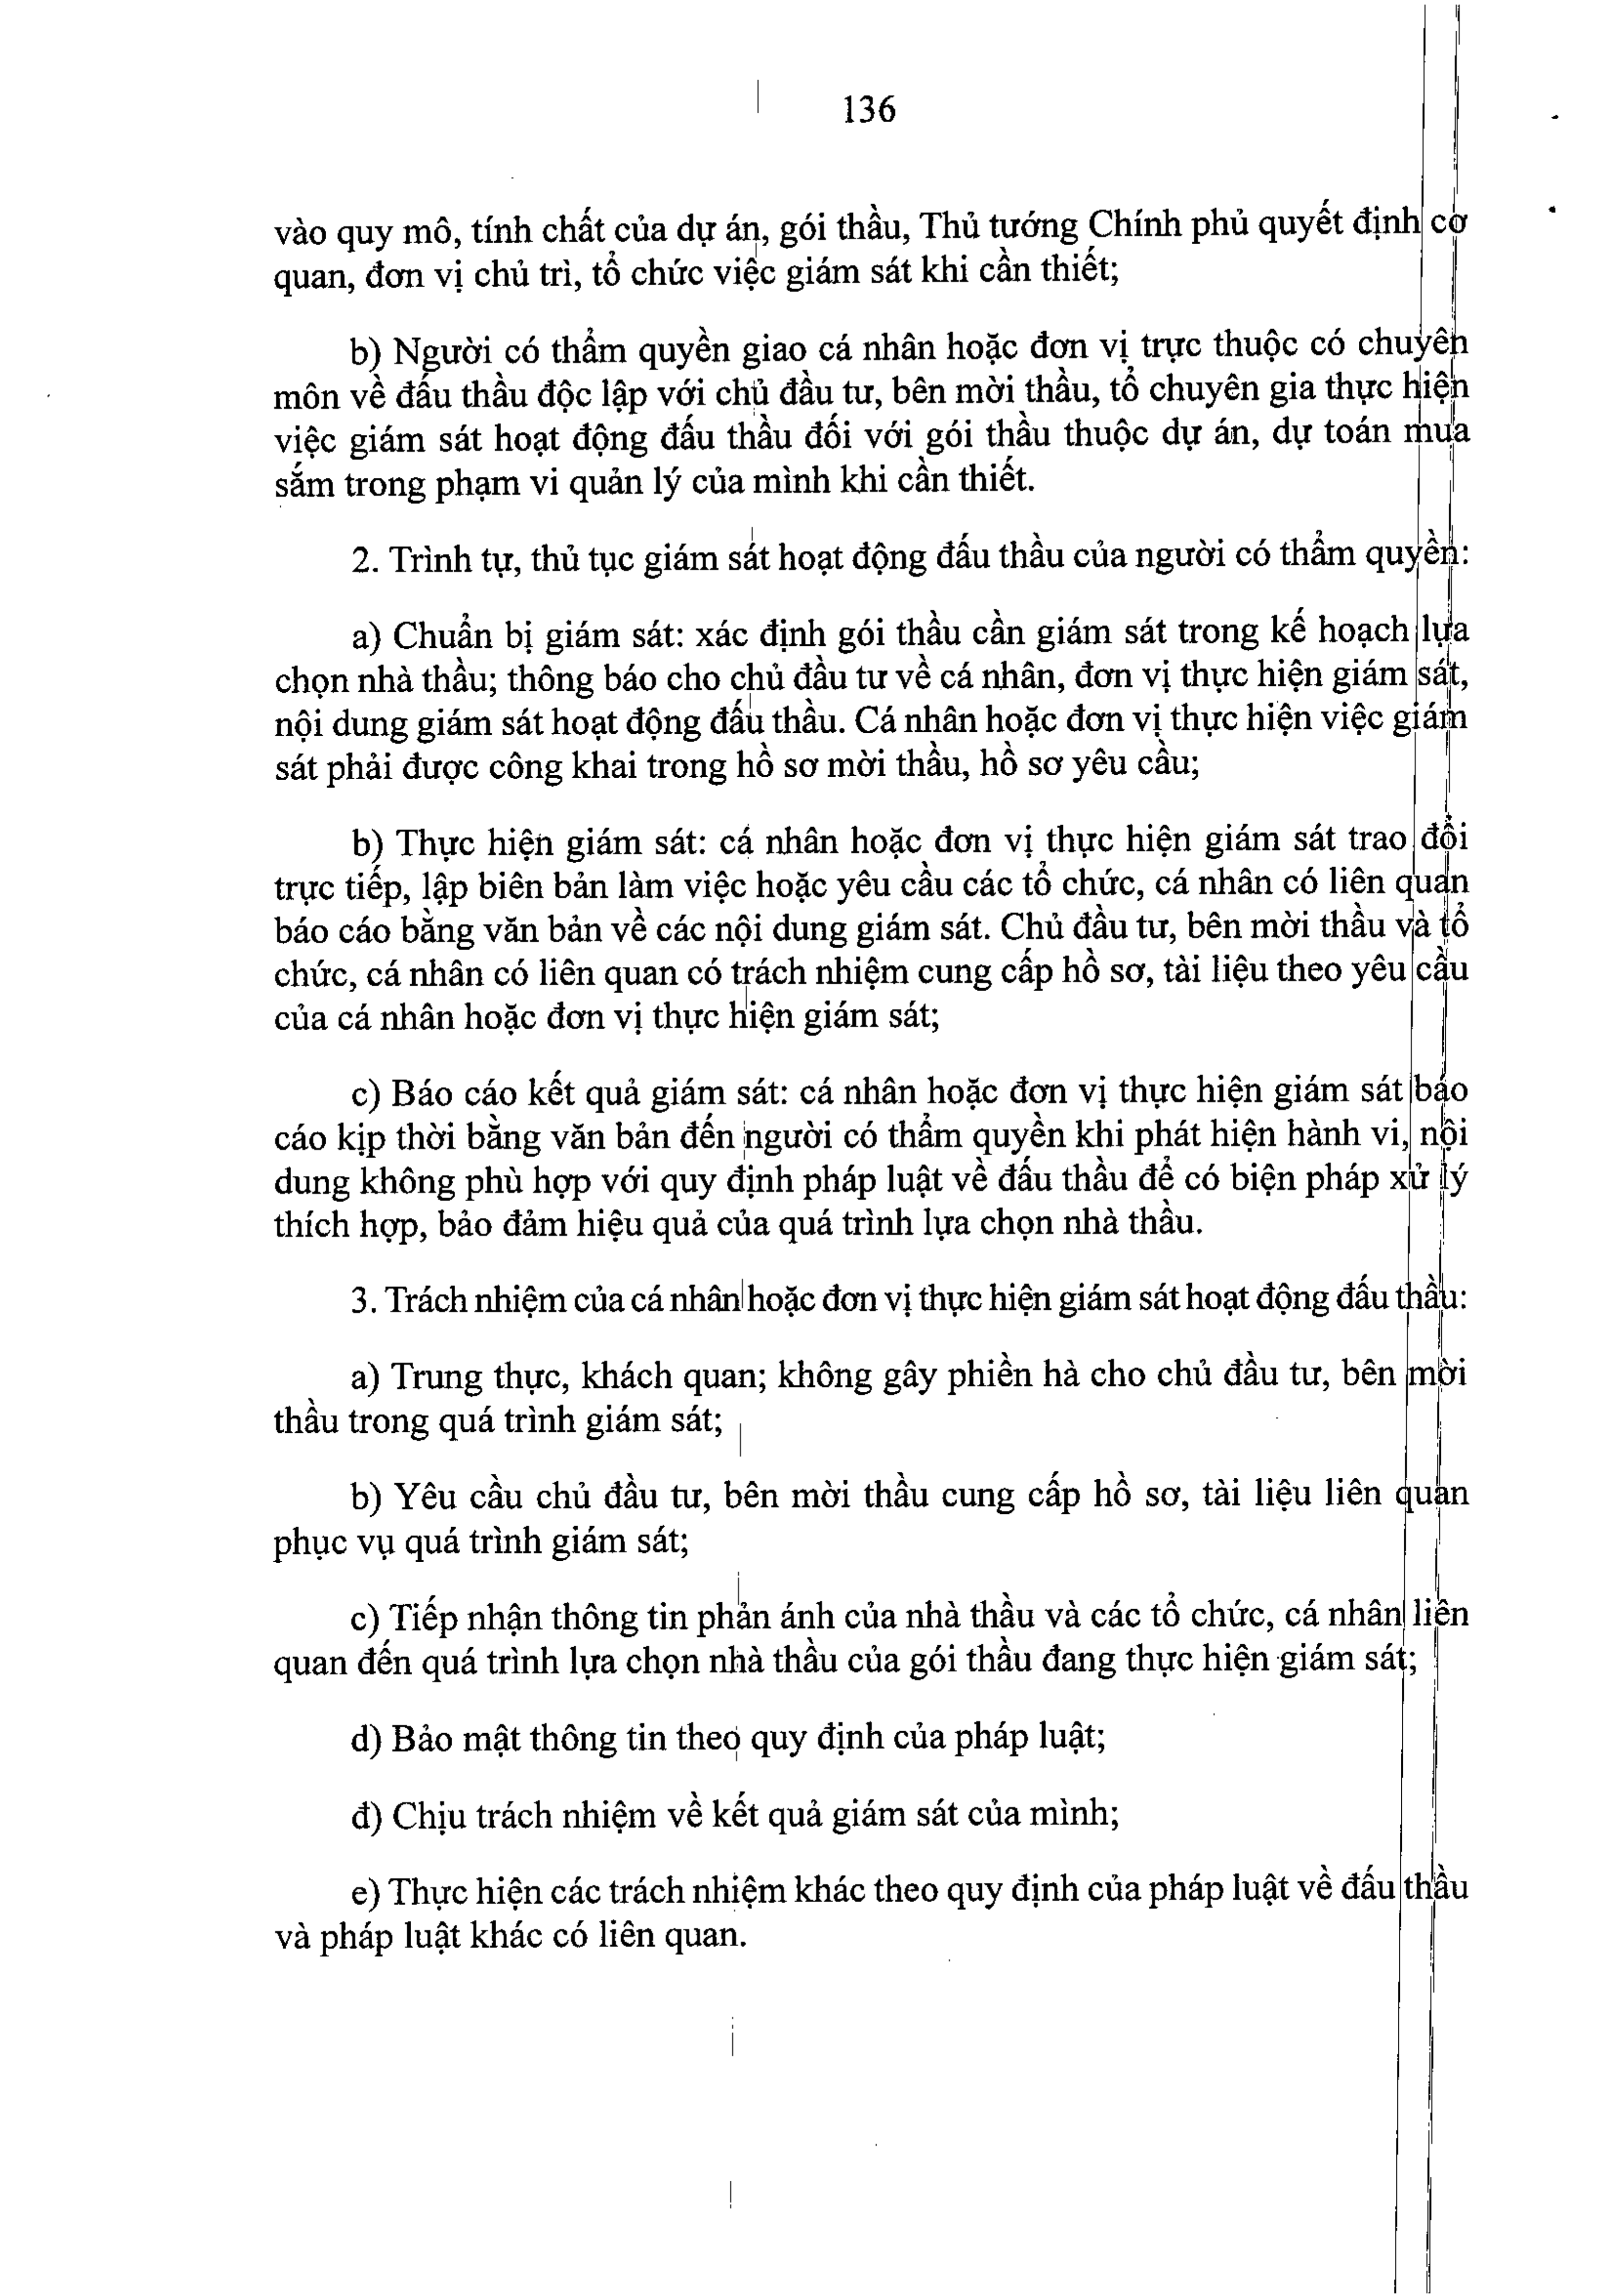 136
vào quy mô, tính chất của dự án, gói thầu, Thủ tướng Chính phủ quyết định cơ
quan, đơn vị chủ trì, tổ chức việc giám sát khi cần thiết;
b) Người có thẩm quyền giao cá nhân hoặc đơn vị trực thuộc có chuyên
môn về đấu thầu độc lập với chủ đầu tư, bên mời thầu, tổ chuyên gia thực hiện
việc giám sát hoạt động đấu thầu đối với gói thầu thuộc dự án, dự toán mua
sắm trong phạm vi quản lý của mình khi cần thiết.
2. Trình tự, thủ tục giám sát hoạt động đấu thầu của người có thẩm quyền:
a) Chuẩn bị giám sát: xác định gói thầu cần giám sát trong kế hoạch lựa
chọn nhà thầu; thông báo cho chủ đầu tư về cá nhân, đơn vị thực hiện giám sát,
nội dung giám sát hoạt động đấu thầu. Cá nhân hoặc đơn vị thực hiện việc giám
sát phải được công khai trong hồ sơ mời thầu, hồ sơ yêu cầu;
b) Thực hiện giám sát: cá nhân hoặc đơn vị thực hiện giám sát trao đổi
trực tiếp, lập biên bản làm việc hoặc yêu cầu các tổ chức, cá nhân có liên quan
báo cáo bằng văn bản về các nội dung giám sát. Chủ đầu tư, bên mời thầu và tổ
chức, cá nhân có liên quan có trách nhiệm cung cấp hồ sơ, tài liệu theo yêu cầu
của cá nhân hoặc đơn vị thực hiện giám sát;
c) Báo cáo kết quả giám sát: cá nhân hoặc đơn vị thực hiện giám sát báo
cáo kịp thời bằng văn bản đến người có thẩm quyền khi phát hiện hành vi, nội
dung không phù hợp với quy định pháp luật về đấu thầu để có biện pháp xử lý
thích hợp, bảo đảm hiệu quả của quá trình lựa chọn nhà thầu.
3. Trách nhiệm của cá nhân hoặc đơn vị thực hiện giám sát hoạt động đấu thầu:
a) Trung thực, khách quan; không gây phiền hà cho chủ đầu tư, bên mời
thầu trong quá trình giám sát;
b) Yêu cầu chủ đầu tư, bên mời thầu cung cấp hồ sơ, tài liệu liên quan
phục vụ quá trình giám sát;
c) Tiếp nhận thông tin phản ánh của nhà thầu và các tổ chức, cá nhân liên
quan đến quá trình lựa chọn nhà thầu của gói thầu đang thực hiện giám sát;
d) Bảo mật thông tin theo quy định của pháp luật;
đ) Chịu trách nhiệm về kết quả giám sát của mình;
e) Thực hiện các trách nhiệm khác theo quy định của pháp luật về đấu thầu
và pháp luật khác có liên quan.